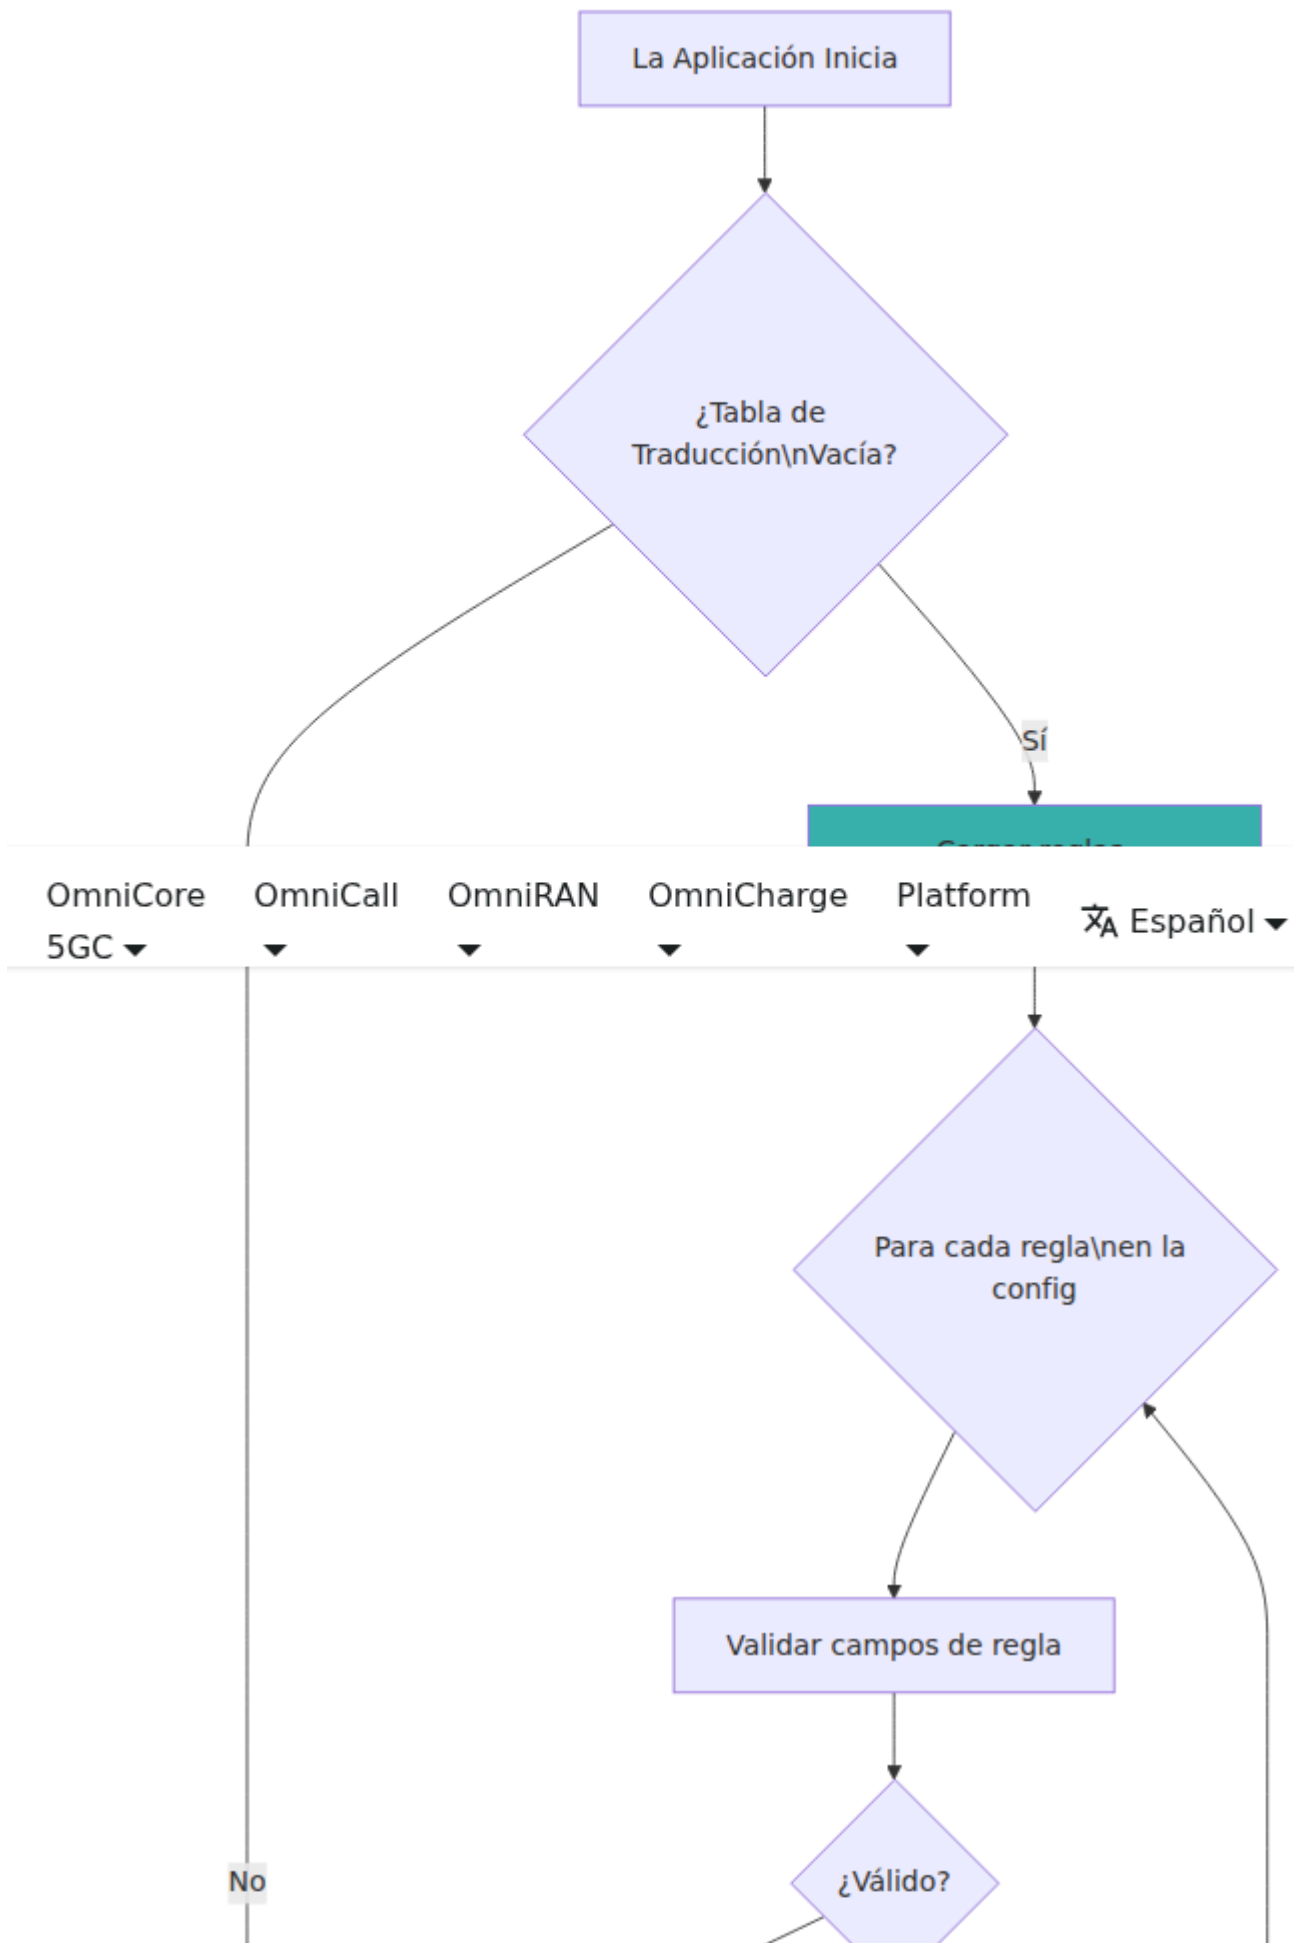 La Aplicación Inicia
¿Tabla de
Traducción\nVacía?
Sí
OmniCore
5GC
OmniCall
OmniRAN
OmniCharge
Platform
Español
Para cada regla\nen la
config
Validar campos de regla
¿Válido?
No